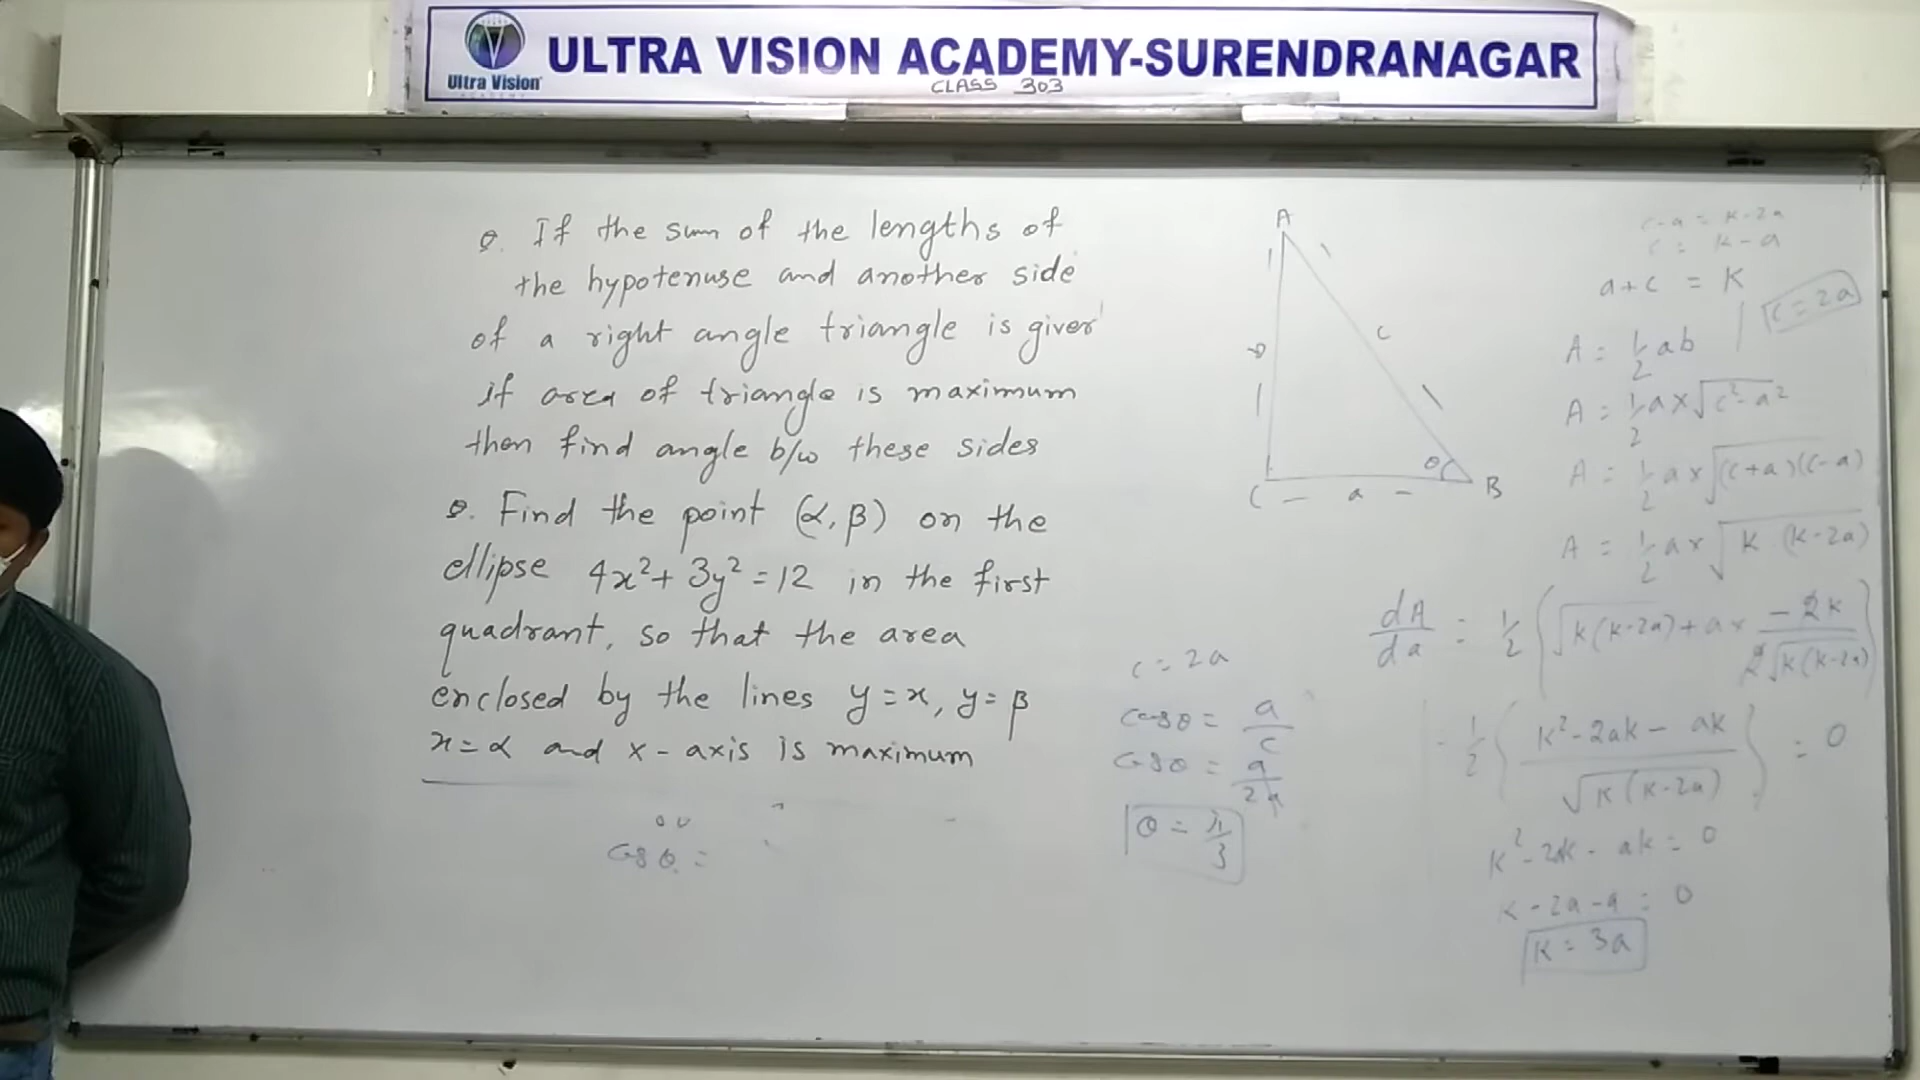 ULTRA VISION ACADEMY-SURENDRANAGAR
Ultra Vision
ACADEMY
CLASS 303
Q. If the sum of the lengths of
the hypotenuse and another side
of a right angle triangle is given
if area of triangle is maximum
then find angle b/w these sides
Q. Find the point (α, β) on the
ellipse 4x² + 3y² = 12 in the first
quadrant, so that the area
enclosed by the lines y = x, y = β
x = α and x - axis is maximum
Cos θ =
A
b
c
θ
C - a - B
c = 2a
cos θ = a/c
Cos θ = a/2a
θ = π/3
c - a = k - 2a
c = k - a
a + c = K
c = 2a
A = 1/2 ab
A = 1/2 a × √(c² - a²)
A = 1/2 a × √((c + a)(c - a))
A = 1/2 a × √(K (K - 2a))
dA/da = 1/2 { √(k(k - 2a)) + a × -2k / 2√(k(k - 2a)) }
- 1/2 { (k² - 2ak - ak) / √(k(k - 2a)) } = 0
k² - 2ak - ak = 0
k - 2a - a = 0
K = 3a